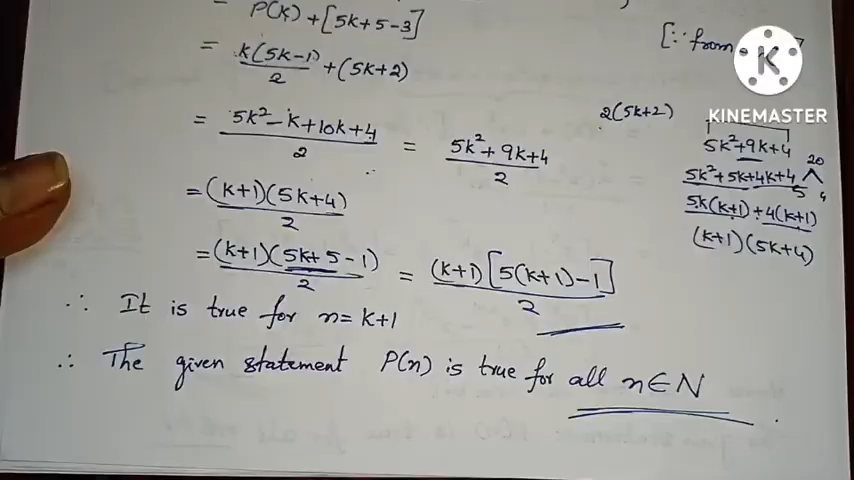 = P(k) + [5k+5-3]
= k(5k-1)/2 + (5k+2)
[∵ from
KINEMASTER
2(5k+2)
= 5k²-k+10k+4/2 = 5k²+9k+4/2
5k²+9k+4
20
5k²+5k+4k+4
5 4
5k(k+1)+4(k+1)
(k+1)(5k+4)
= (k+1)(5k+4)/2
= (k+1)(5k+5-1)/2 = (k+1)[5(k+1)-1]/2
∴ It is true for n=k+1
∴ The given statement P(n) is true for all n∈N